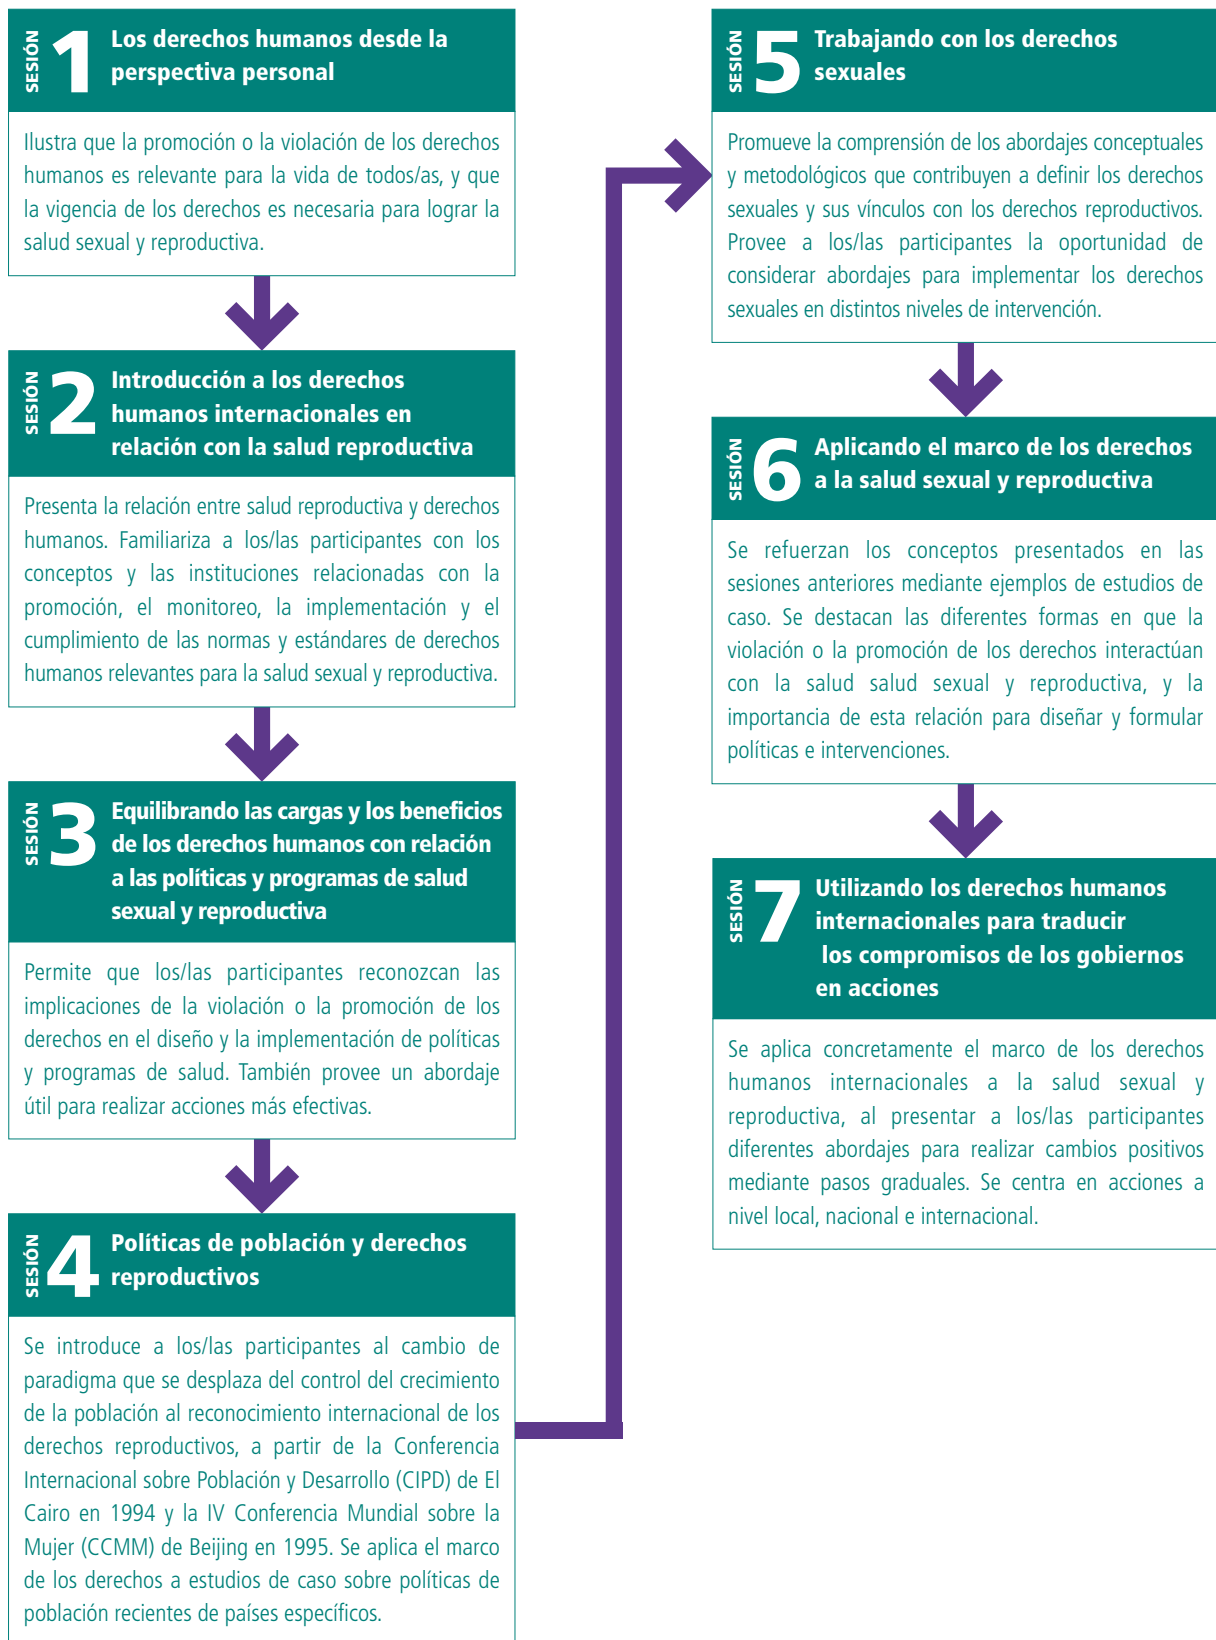 SESIÓN 1 Los derechos humanos desde la
perspectiva personal
Ilustra que la promoción o la violación de los derechos
humanos es relevante para la vida de todos/as, y que
la vigencia de los derechos es necesaria para lograr la
salud sexual y reproductiva.
SESIÓN 2 Introducción a los derechos
humanos internacionales en
relación con la salud reproductiva
Presenta la relación entre salud reproductiva y derechos
humanos. Familiariza a los/las participantes con los
conceptos y las instituciones relacionadas con la
promoción, el monitoreo, la implementación y el
cumplimiento de las normas y estándares de derechos
humanos relevantes para la salud sexual y reproductiva.
SESIÓN 3 Equilibrando las cargas y los beneficios
de los derechos humanos con relación
a las políticas y programas de salud
sexual y reproductiva
Permite que los/las participantes reconozcan las
implicaciones de la violación o la promoción de los
derechos en el diseño y la implementación de políticas
y programas de salud. También provee un abordaje
útil para realizar acciones más efectivas.
SESIÓN 4 Políticas de población y derechos
reproductivos
Se introduce a los/las participantes al cambio de
paradigma que se desplaza del control del crecimiento
de la población al reconocimiento internacional de los
derechos reproductivos, a partir de la Conferencia
Internacional sobre Población y Desarrollo (CIPD) de El
Cairo en 1994 y la IV Conferencia Mundial sobre la
Mujer (CCMM) de Beijing en 1995. Se aplica el marco
de los derechos a estudios de caso sobre políticas de
población recientes de países específicos.
SESIÓN 5 Trabajando con los derechos
sexuales
Promueve la comprensión de los abordajes conceptuales
y metodológicos que contribuyen a definir los derechos
sexuales y sus vínculos con los derechos reproductivos.
Provee a los/las participantes la oportunidad de
considerar abordajes para implementar los derechos
sexuales en distintos niveles de intervención.
SESIÓN 6 Aplicando el marco de los derechos
a la salud sexual y reproductiva
Se refuerzan los conceptos presentados en las
sesiones anteriores mediante ejemplos de estudios de
caso. Se destacan las diferentes formas en que la
violación o la promoción de los derechos interactúan
con la salud salud sexual y reproductiva, y la
importancia de esta relación para diseñar y formular
políticas e intervenciones.
SESIÓN 7 Utilizando los derechos humanos
internacionales para traducir
los compromisos de los gobiernos
en acciones
Se aplica concretamente el marco de los derechos
humanos internacionales a la salud sexual y
reproductiva, al presentar a los/las participantes
diferentes abordajes para realizar cambios positivos
mediante pasos graduales. Se centra en acciones a
nivel local, nacional e internacional.